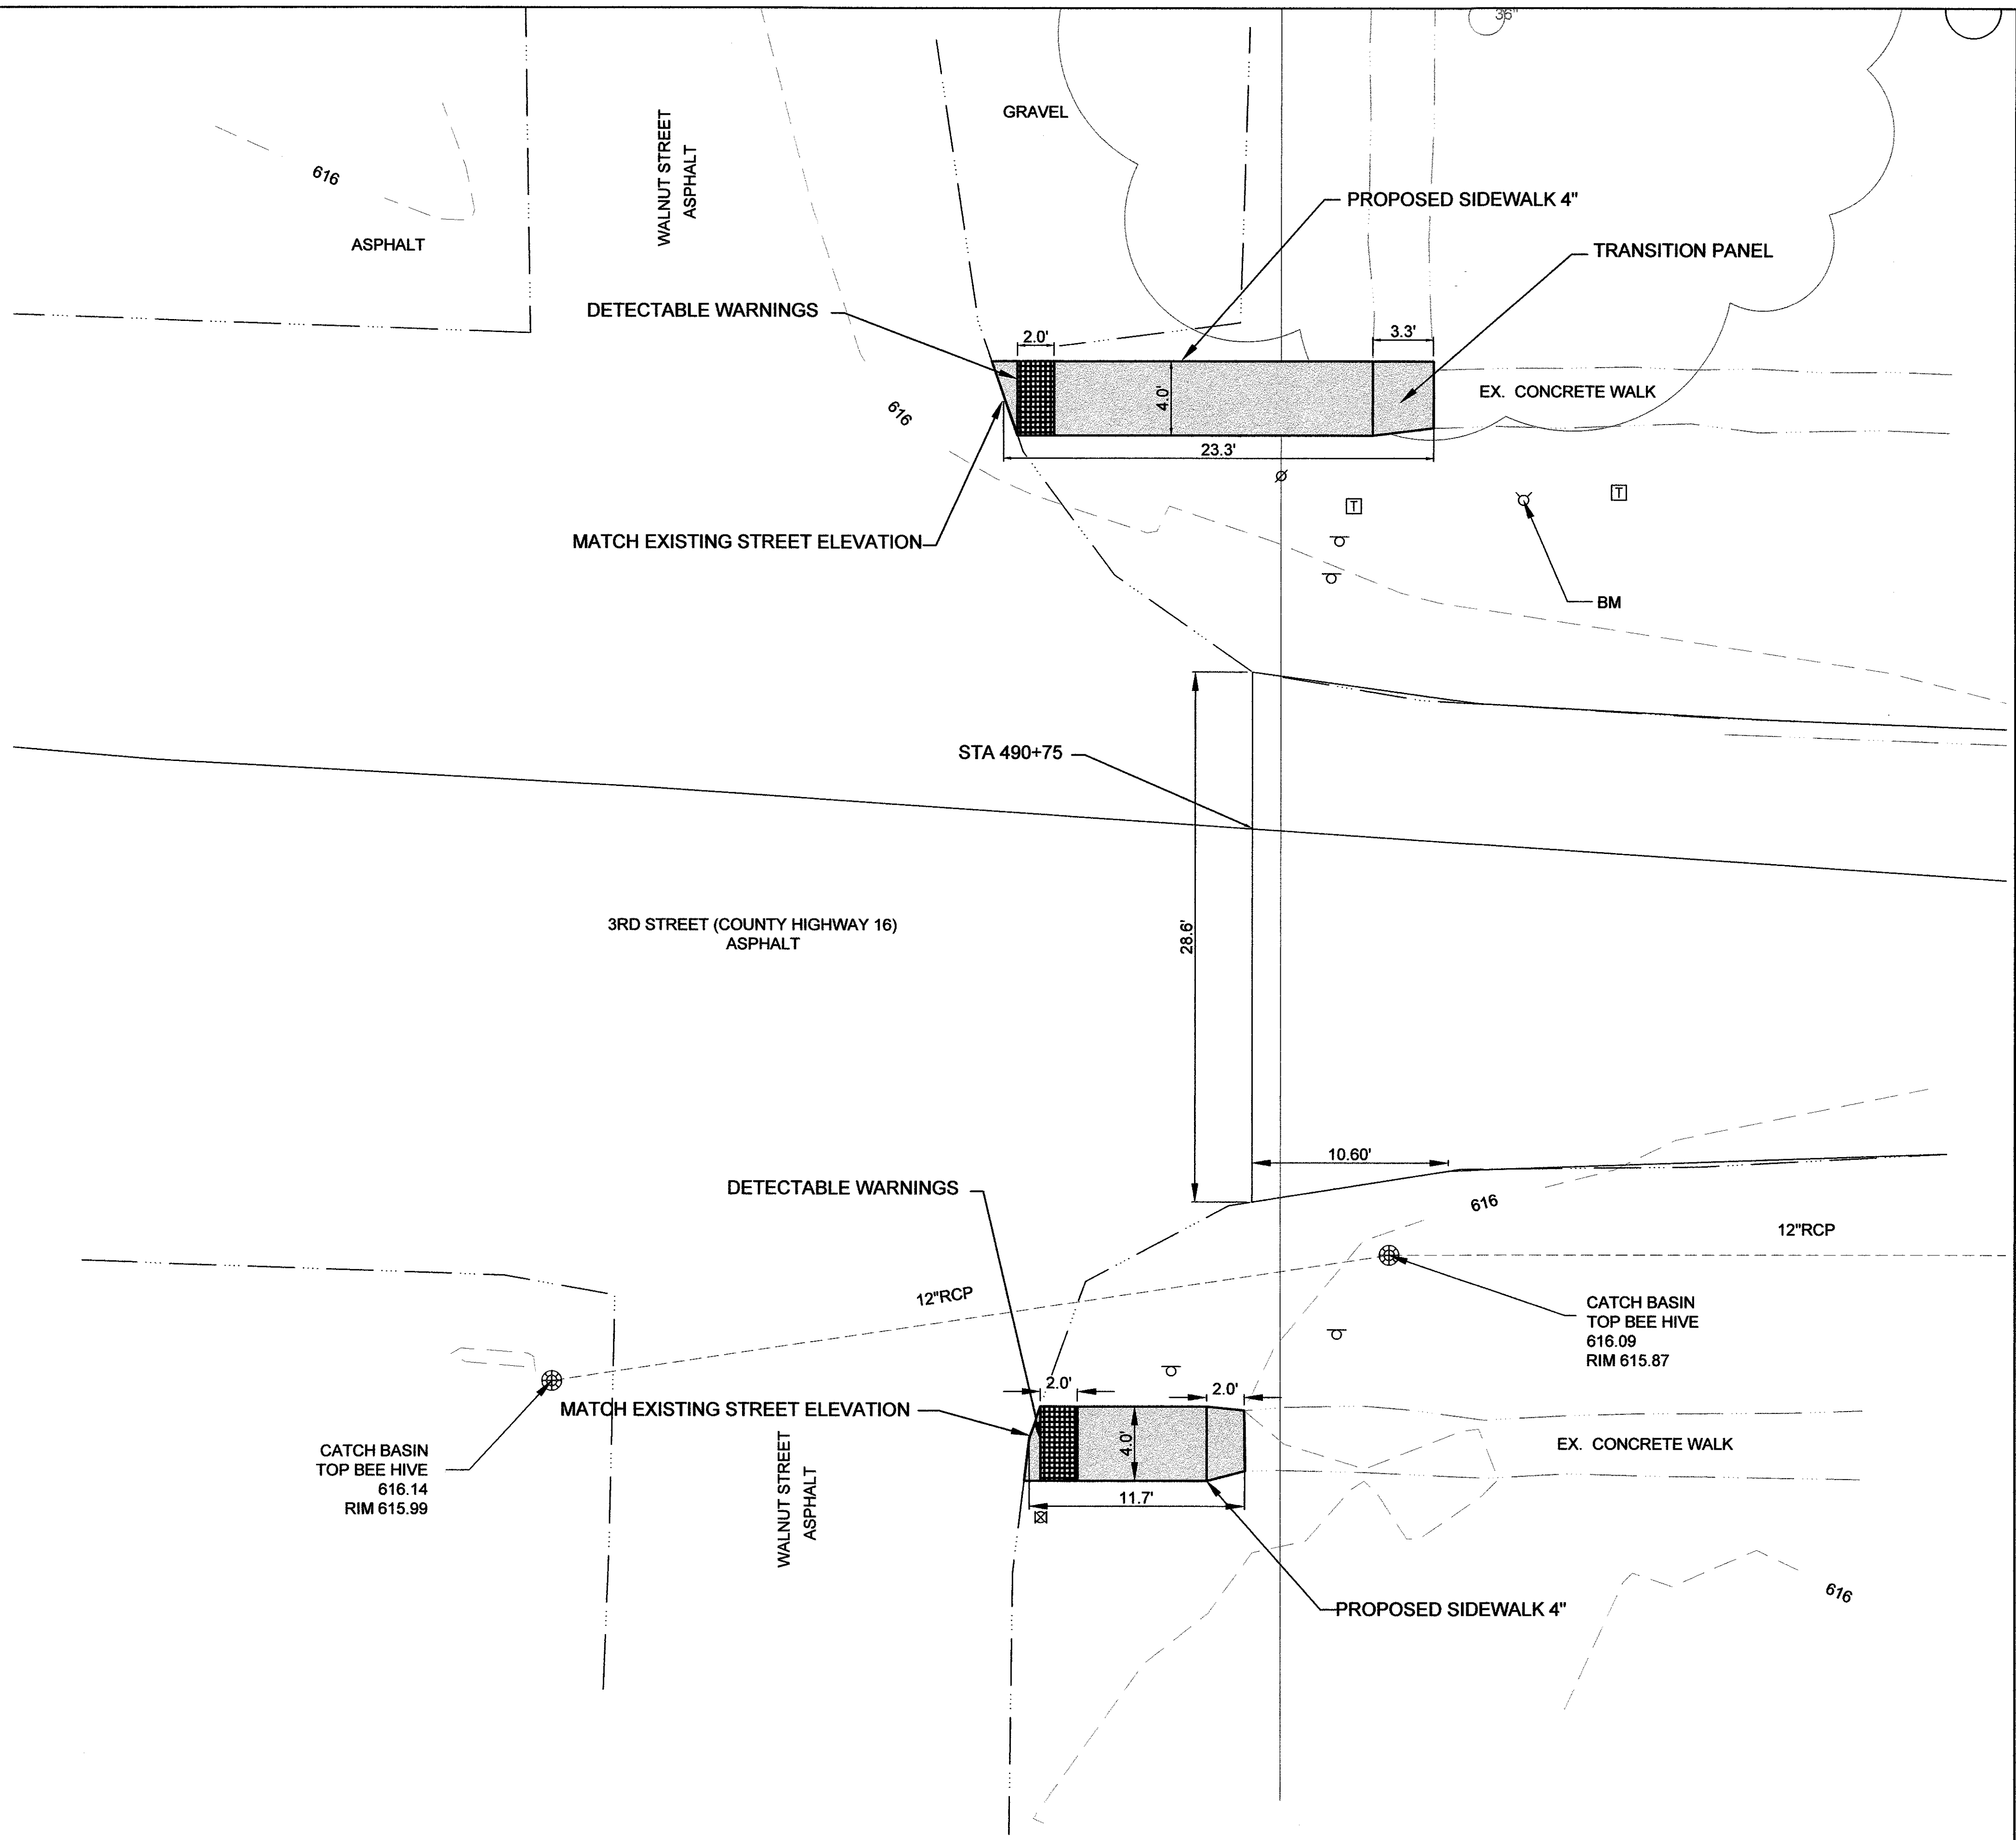 36"
GRAVEL
WALNUT STREET
ASPHALT
616
ASPHALT
PROPOSED SIDEWALK 4"
TRANSITION PANEL
DETECTABLE WARNINGS
2.0'
3.3'
4.0'
EX. CONCRETE WALK
616
23.3'
T
T
MATCH EXISTING STREET ELEVATION
BM
STA 490+75
28.6'
3RD STREET (COUNTY HIGHWAY 16)
ASPHALT
10.60'
DETECTABLE WARNINGS
616
12"RCP
12"RCP
CATCH BASIN
TOP BEE HIVE
616.09
RIM 615.87
2.0'
2.0'
MATCH EXISTING STREET ELEVATION
4.0'
EX. CONCRETE WALK
CATCH BASIN
TOP BEE HIVE
616.14
RIM 615.99
WALNUT STREET
ASPHALT
11.7'
616
PROPOSED SIDEWALK 4"